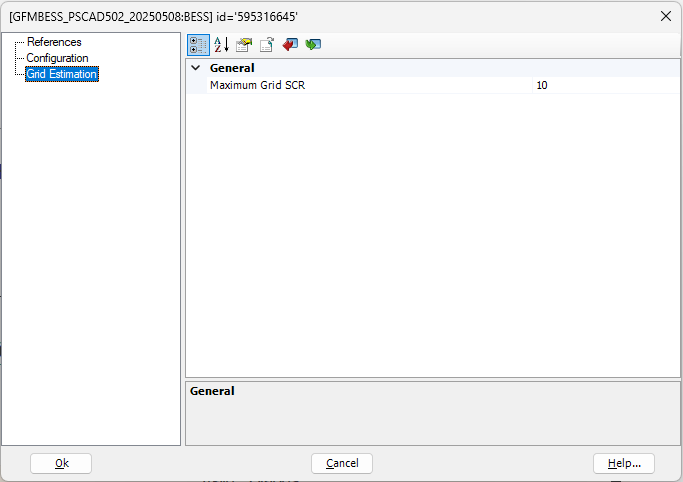 [GFMBESS_PSCAD502_20250508:BESS] id='595316645'
References
Configuration
Grid Estimation
General
Maximum Grid SCR 10
General
Ok Cancel Help...